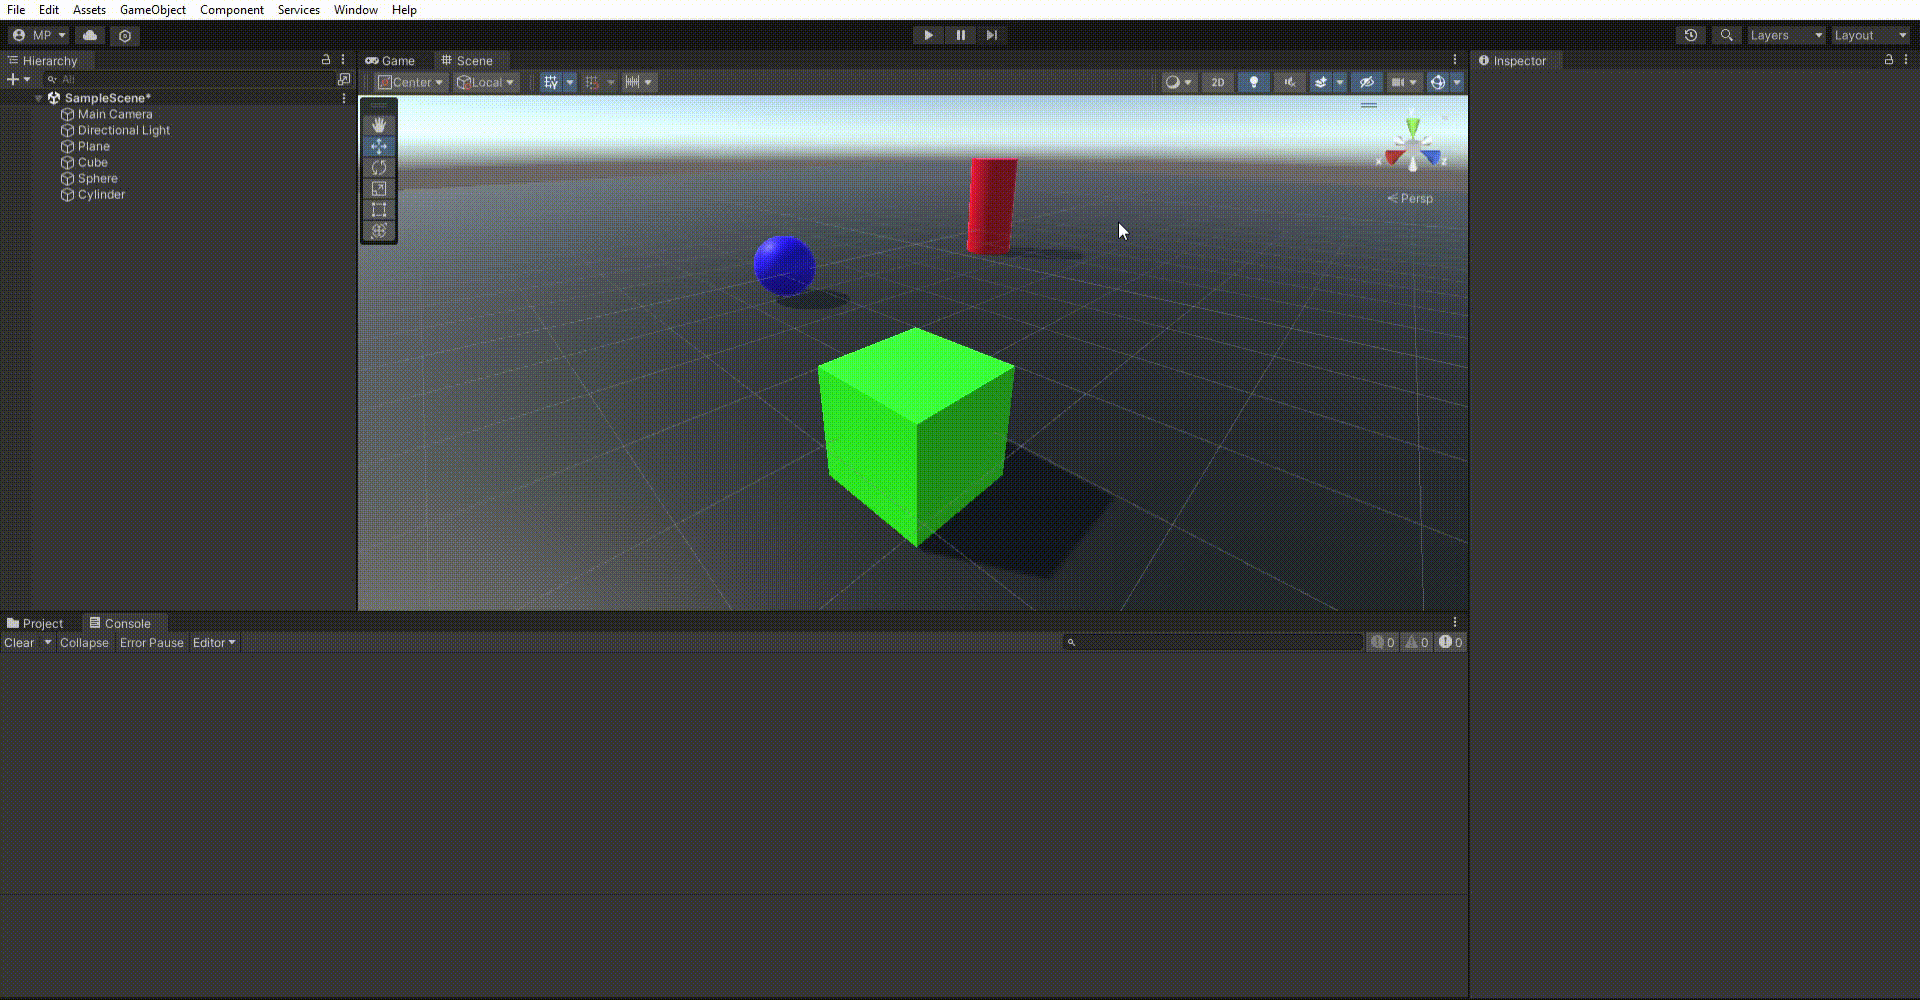 File Edit Assets GameObject Component Services Window Help
MP Layers Layout
Hierarchy
All
SampleScene*
Main Camera
Directional Light
Plane
Cube
Sphere
Cylinder
Game Scene
Center Local 2D
y
x z
Persp
Inspector
Project Console
Clear Collapse Error Pause Editor 0 0 0